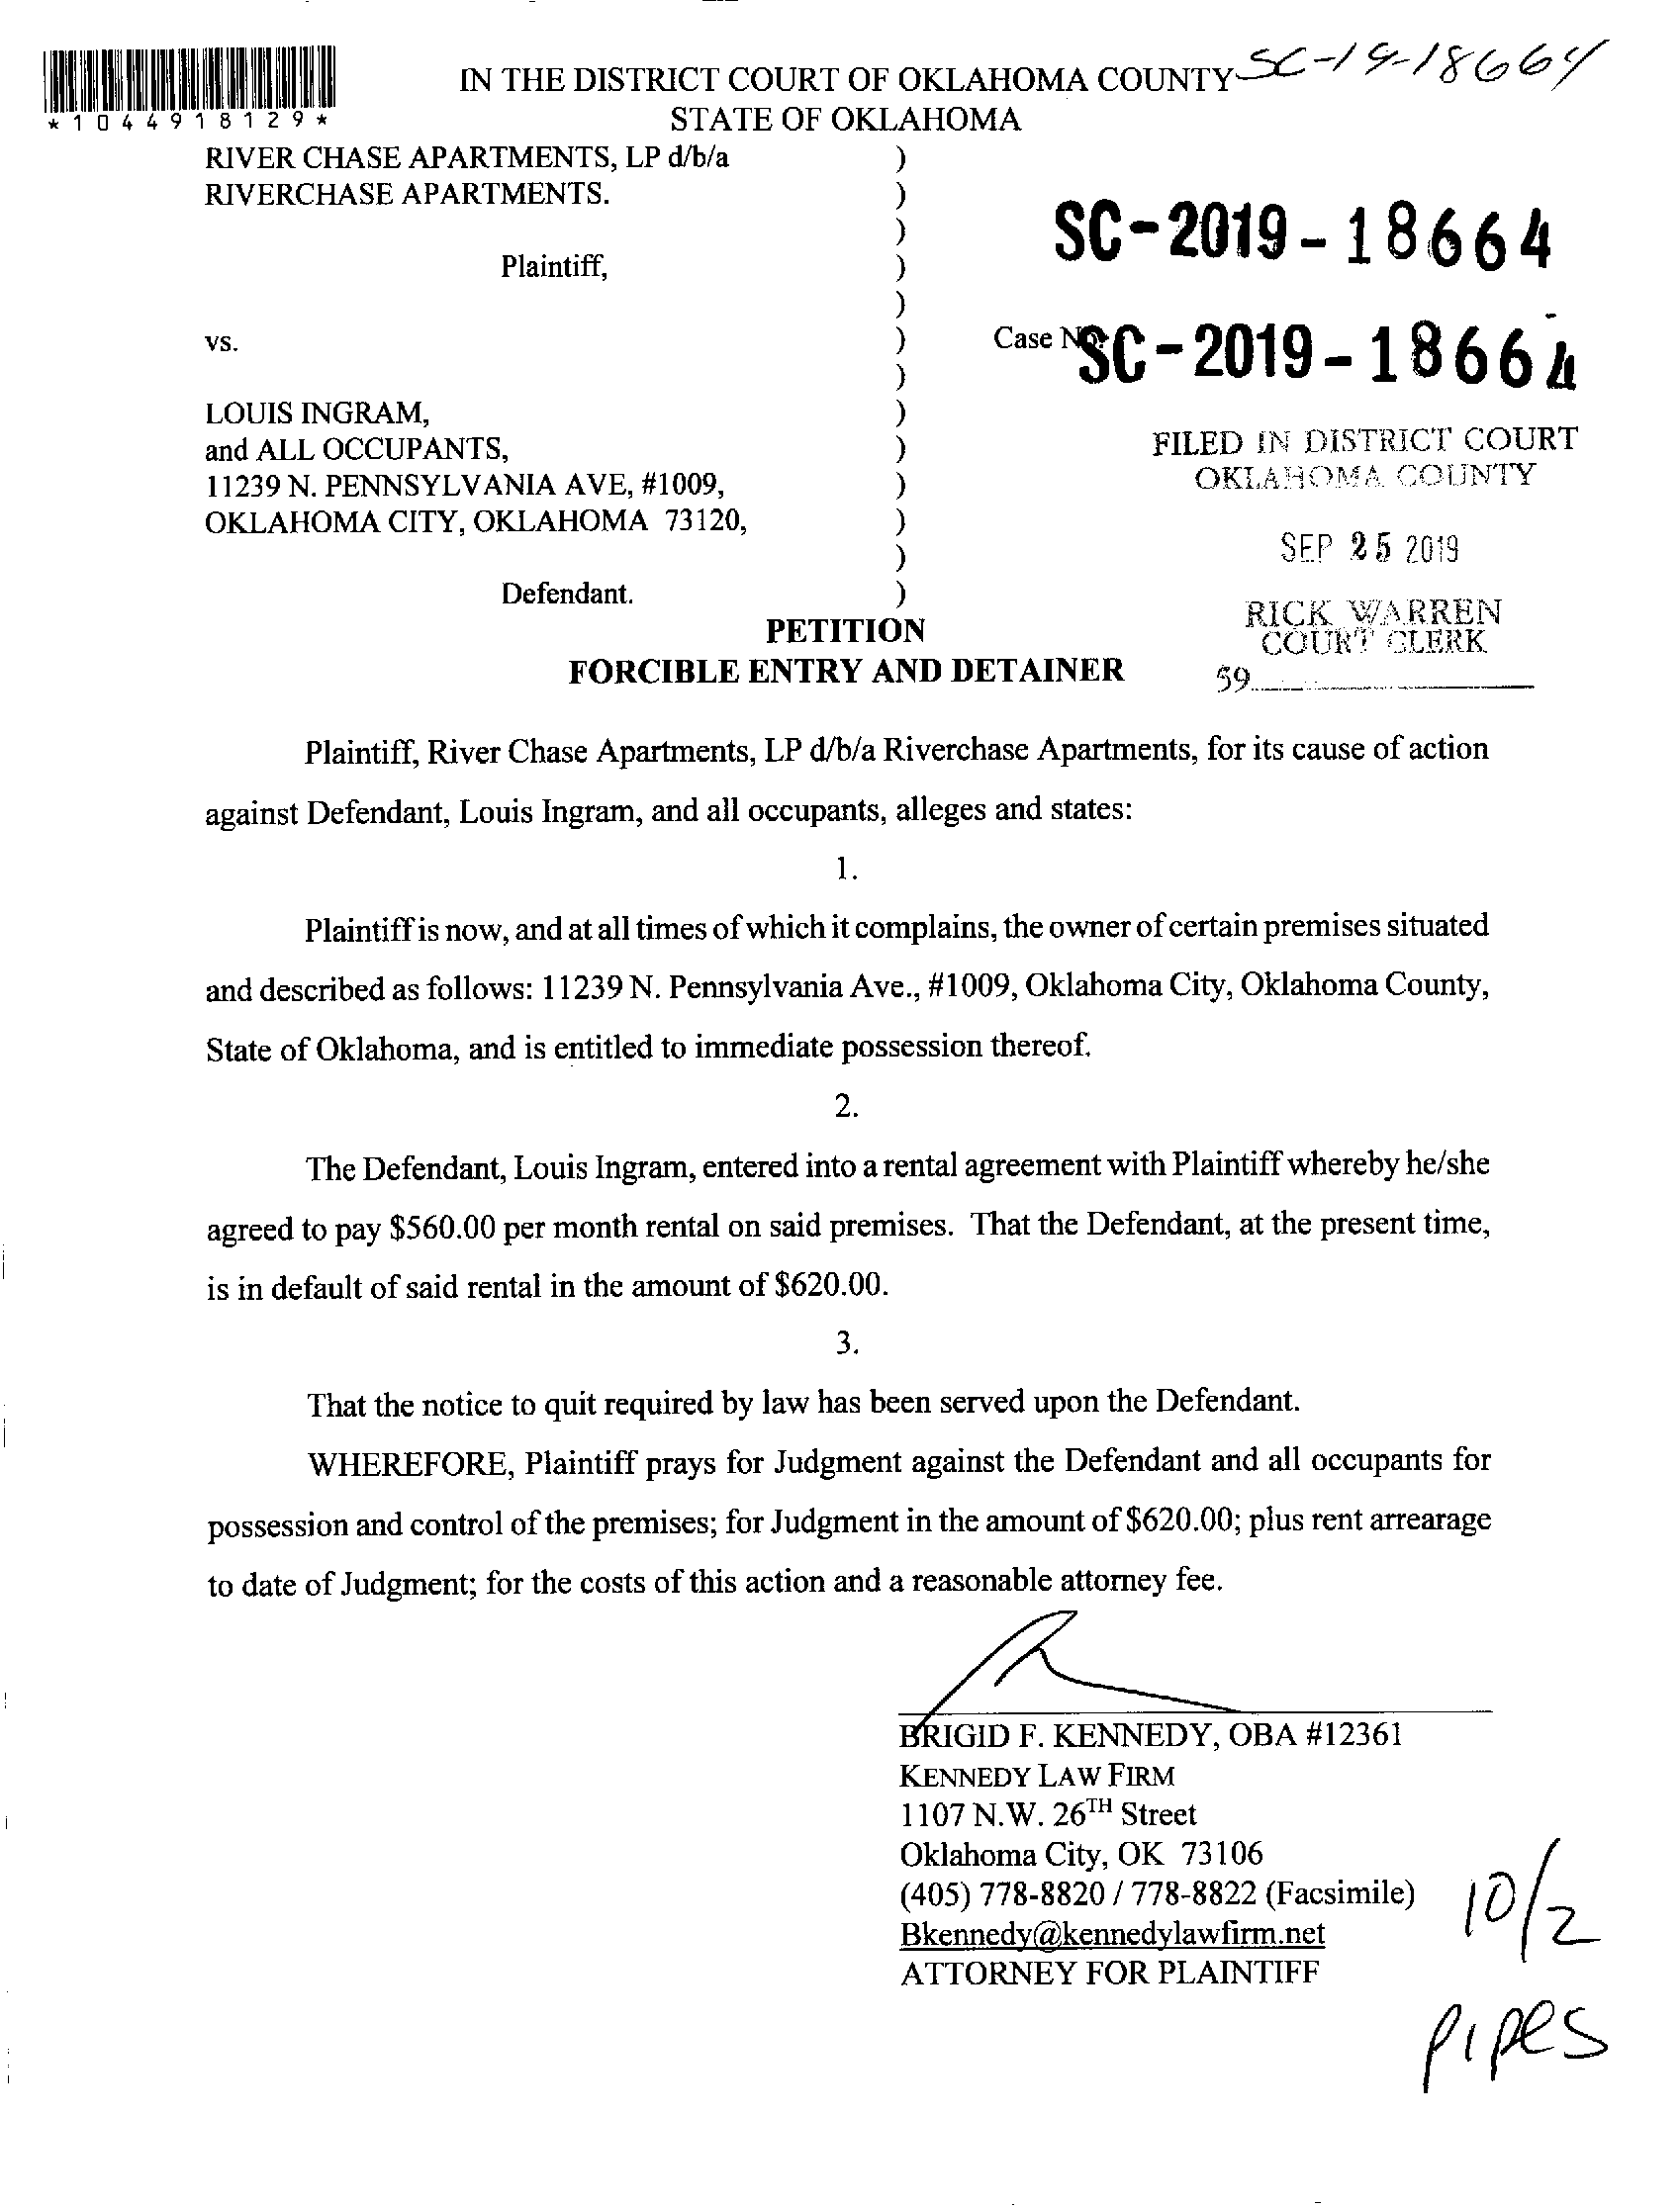 IN THE DISTRICT COURT OF OKLAHOMA COUNTY SC-19-18664
*1044918129*
STATE OF OKLAHOMA
RIVER CHASE APARTMENTS, LP d/b/a )
RIVERCHASE APARTMENTS. )
)
SC-2019-18664
Plaintiff, )
)
vs. )
Case No: SC-2019-18664
)
LOUIS INGRAM, )
and ALL OCCUPANTS, )
11239 N. PENNSYLVANIA AVE, #1009, )
OKLAHOMA CITY, OKLAHOMA 73120, )
)
Defendant. )
FILED IN DISTRICT COURT
OKLAHOMA COUNTY
SEP 25 2019
RICK WARREN
COURT CLERK
59
PETITION
FORCIBLE ENTRY AND DETAINER
Plaintiff, River Chase Apartments, LP d/b/a Riverchase Apartments, for its cause of action
against Defendant, Louis Ingram, and all occupants, alleges and states:
1.
Plaintiff is now, and at all times of which it complains, the owner of certain premises situated
and described as follows: 11239 N. Pennsylvania Ave., #1009, Oklahoma City, Oklahoma County,
State of Oklahoma, and is entitled to immediate possession thereof.
2.
The Defendant, Louis Ingram, entered into a rental agreement with Plaintiff whereby he/she
agreed to pay $560.00 per month rental on said premises. That the Defendant, at the present time,
is in default of said rental in the amount of $620.00.
3.
That the notice to quit required by law has been served upon the Defendant.
WHEREFORE, Plaintiff prays for Judgment against the Defendant and all occupants for
possession and control of the premises; for Judgment in the amount of $620.00; plus rent arrearage
to date of Judgment; for the costs of this action and a reasonable attorney fee.
BRIGID F. KENNEDY, OBA #12361
KENNEDY LAW FIRM
1107 N.W. 26TH Street
Oklahoma City, OK 73106
(405) 778-8820 / 778-8822 (Facsimile)
Bkennedy@kennedylawfirm.net
ATTORNEY FOR PLAINTIFF
10/2
Pipes